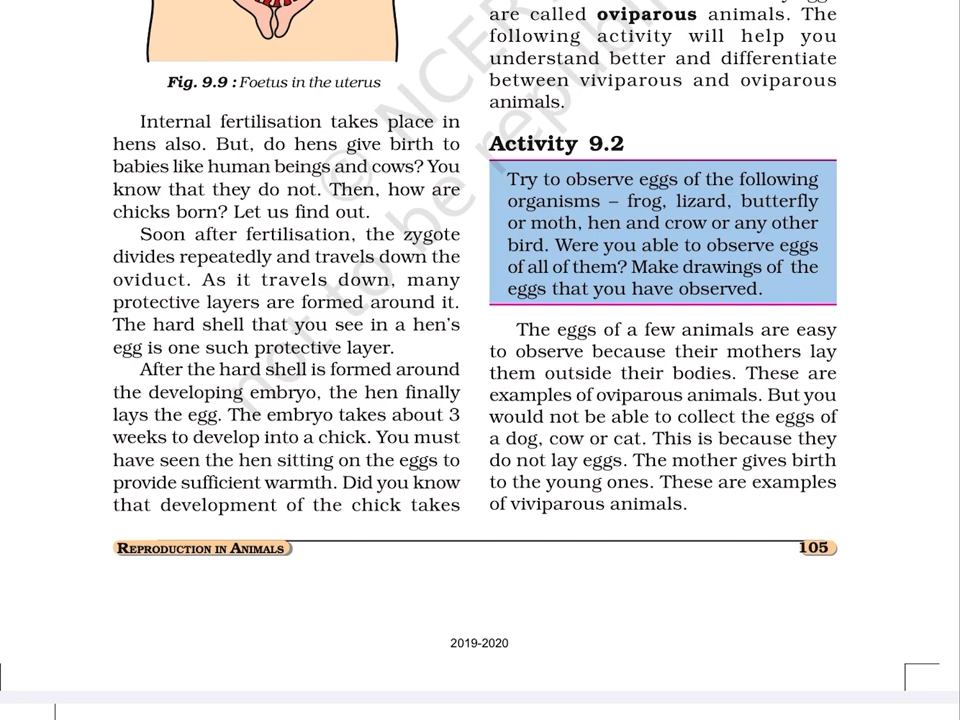 Fig. 9.9 : Foetus in the uterus
Internal fertilisation takes place in
hens also. But, do hens give birth to
babies like human beings and cows? You
know that they do not. Then, how are
chicks born? Let us find out.
Soon after fertilisation, the zygote
divides repeatedly and travels down the
oviduct. As it travels down, many
protective layers are formed around it.
The hard shell that you see in a hen's
egg is one such protective layer.
After the hard shell is formed around
the developing embryo, the hen finally
lays the egg. The embryo takes about 3
weeks to develop into a chick. You must
have seen the hen sitting on the eggs to
provide sufficient warmth. Did you know
that development of the chick takes
are called oviparous animals. The
following activity will help you
understand better and differentiate
between viviparous and oviparous
animals.
Activity 9.2
Try to observe eggs of the following
organisms – frog, lizard, butterfly
or moth, hen and crow or any other
bird. Were you able to observe eggs
of all of them? Make drawings of the
eggs that you have observed.
The eggs of a few animals are easy
to observe because their mothers lay
them outside their bodies. These are
examples of oviparous animals. But you
would not be able to collect the eggs of
a dog, cow or cat. This is because they
do not lay eggs. The mother gives birth
to the young ones. These are examples
of viviparous animals.
REPRODUCTION IN ANIMALS
105
2019-2020
© NCER
not to be republi